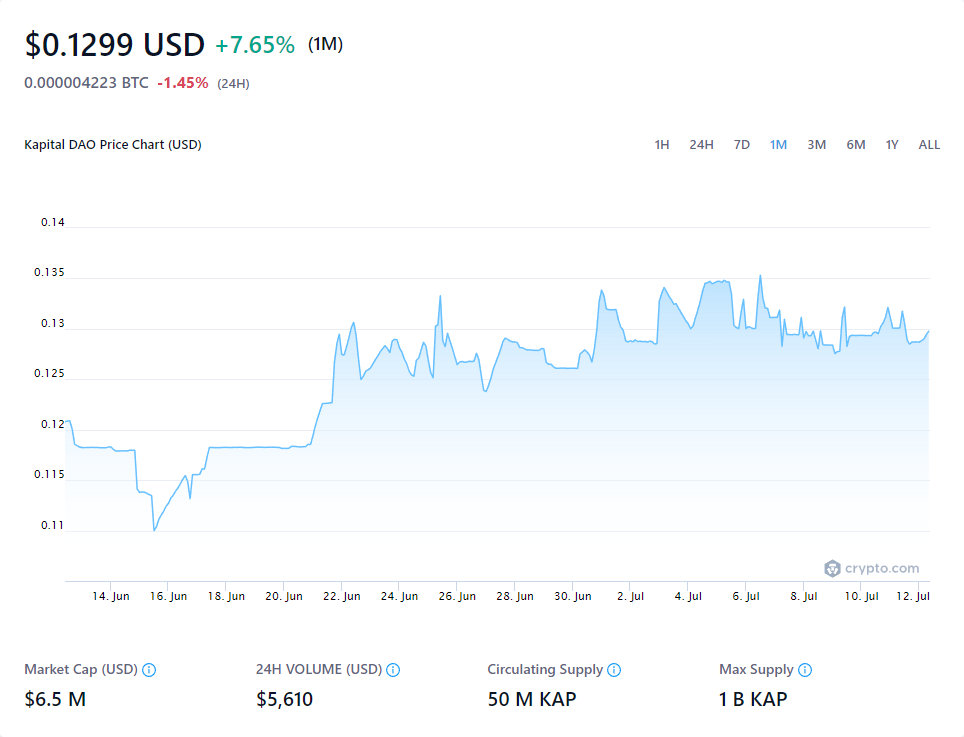 $0.1299 USD +7.65% (1M)
0.000004223 BTC -1.45% (24H)
Kapital DAO Price Chart (USD)
1H 24H 7D 1M 3M 6M 1Y ALL
0.14
0.135
0.13
0.125
0.12
0.115
0.11
crypto.com
14. Jun 16. Jun 18. Jun 20. Jun 22. Jun 24. Jun 26. Jun 28. Jun 30. Jun 2. Jul 4. Jul 6. Jul 8. Jul 10. Jul 12. Jul
Market Cap (USD) 24H VOLUME (USD) Circulating Supply Max Supply
$6.5 M $5,610 50 M KAP 1 B KAP